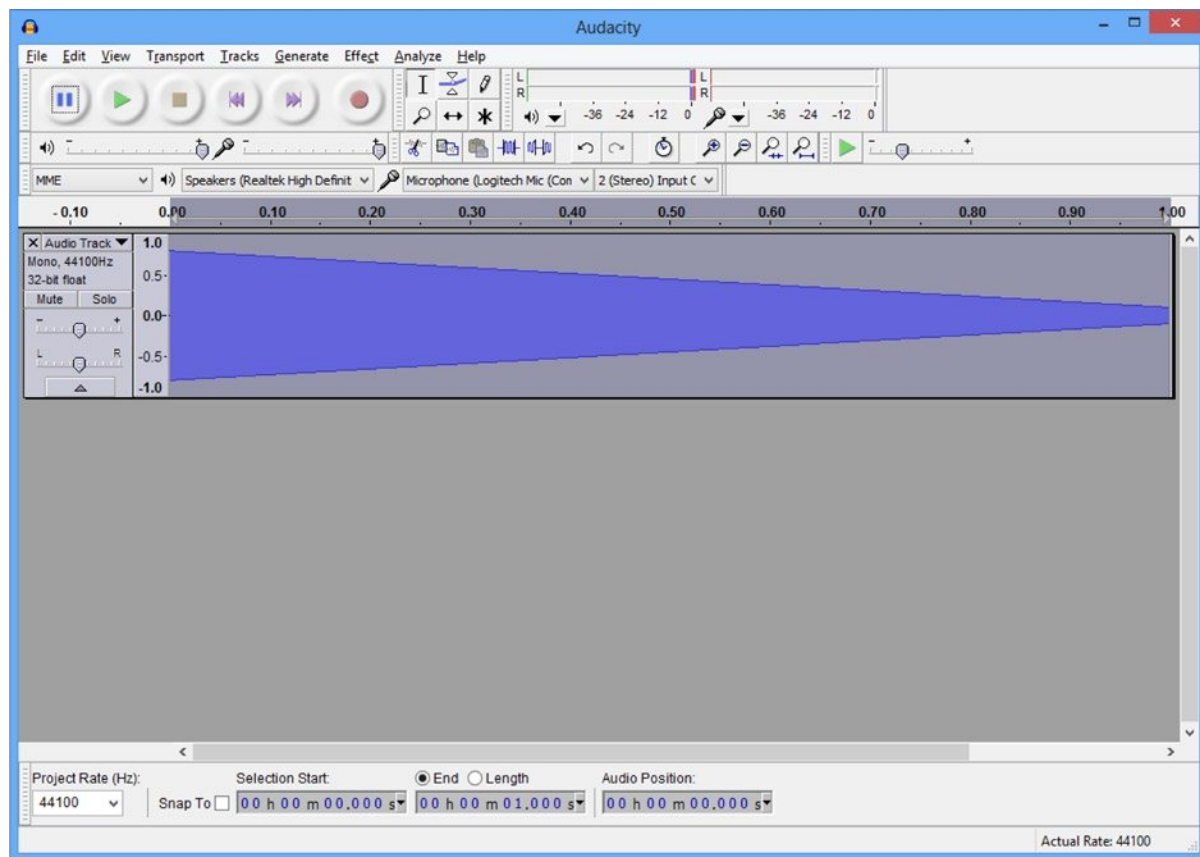 Audacity
File Edit View Transport Tracks Generate Effect Analyze Help
L L
R R
-36 -24 -12 0 -36 -24 -12 0
MME Speakers (Realtek High Definit Microphone (Logitech Mic (Con 2 (Stereo) Input C
- 0.10 0.00 0.10 0.20 0.30 0.40 0.50 0.60 0.70 0.80 0.90 1.00
X Audio Track 1.0
Mono, 44100Hz
32-bit float 0.5-
Mute Solo
- + 0.0-
L R -0.5-
-1.0
Project Rate (Hz): Selection Start: End Length Audio Position:
44100 Snap To 00 h 00 m 00.000 s 00 h 00 m 01.000 s 00 h 00 m 00.000 s
Actual Rate: 44100